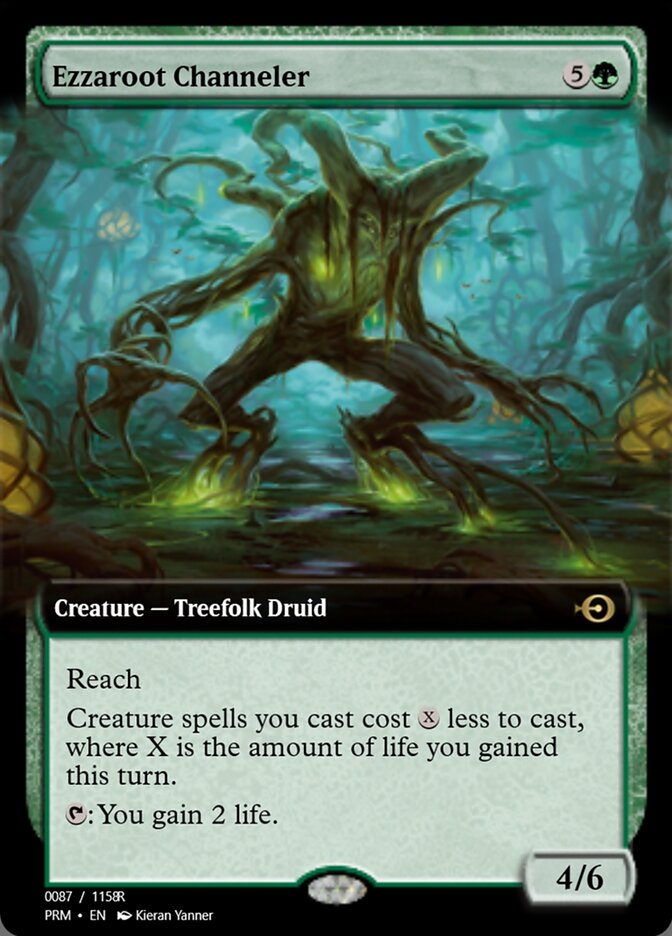 Ezzaroot Channeler 5
Creature — Treefolk Druid
Reach
Creature spells you cast cost X less to cast,
where X is the amount of life you gained
this turn.
: You gain 2 life.
4/6
0087 / 1158R
PRM • EN Kieran Yanner